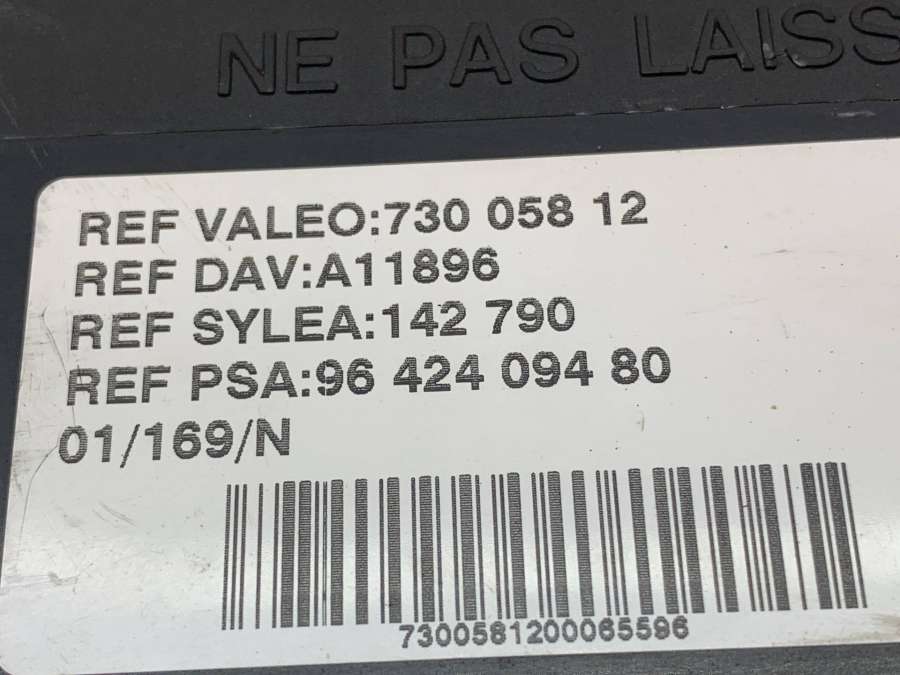 NE PAS LAISS
REF VALEO:730 058 12
REF DAV:A11896
REF SYLEA:142 790
REF PSA:96 424 094 80
01/169/N
7300581200065596